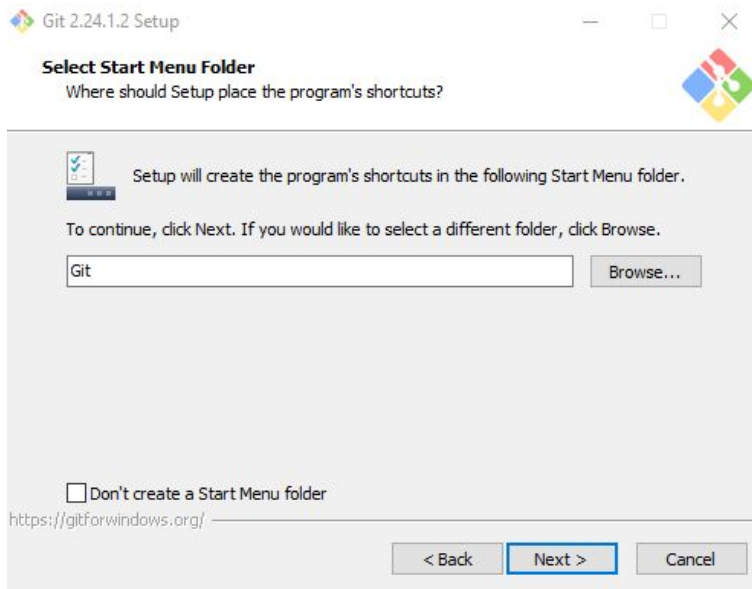 Git 2.24.1.2 Setup
Select Start Menu Folder
Where should Setup place the program's shortcuts?
Setup will create the program's shortcuts in the following Start Menu folder.
To continue, click Next. If you would like to select a different folder, click Browse.
Git
Browse...
Don't create a Start Menu folder
https://gitforwindows.org/
< Back
Next >
Cancel